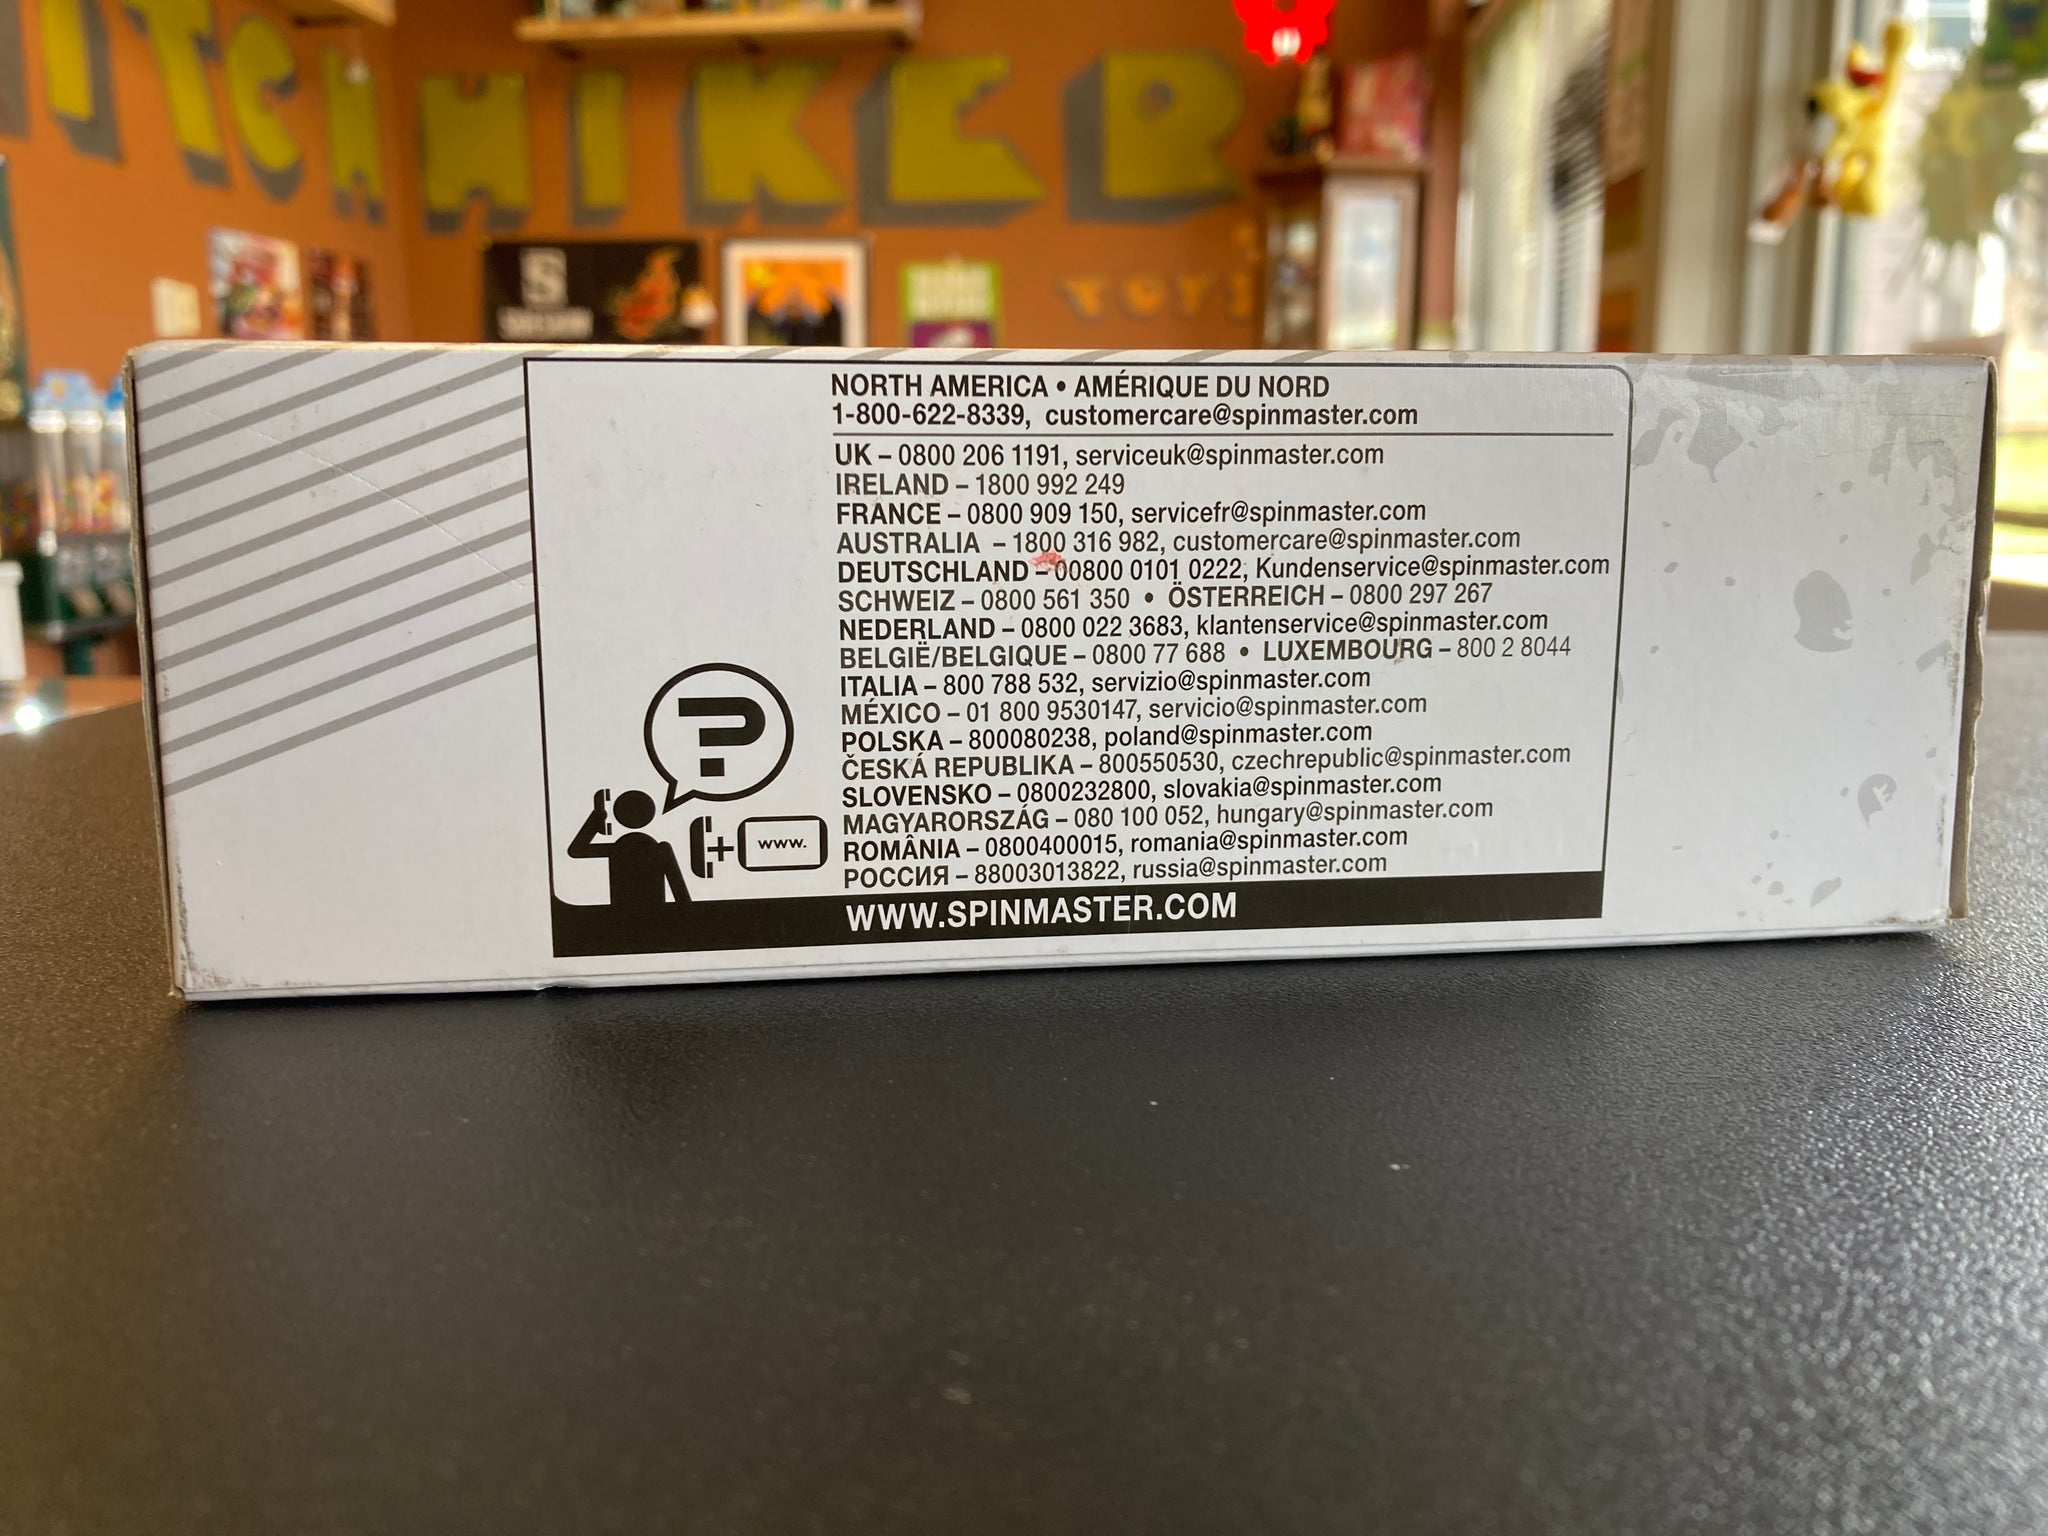 ITCHHIKER
TOYS
NORTH AMERICA • AMÉRIQUE DU NORD
1-800-622-8339, customercare@spinmaster.com
UK – 0800 206 1191, serviceuk@spinmaster.com
IRELAND – 1800 992 249
FRANCE – 0800 909 150, servicefr@spinmaster.com
AUSTRALIA – 1800 316 982, customercare@spinmaster.com
DEUTSCHLAND – 00800 0101 0222, Kundenservice@spinmaster.com
SCHWEIZ – 0800 561 350 • ÖSTERREICH – 0800 297 267
NEDERLAND – 0800 022 3683, klantenservice@spinmaster.com
BELGIË/BELGIQUE – 0800 77 688 • LUXEMBOURG – 800 2 8044
ITALIA – 800 788 532, servizio@spinmaster.com
MÉXICO – 01 800 9530147, servicio@spinmaster.com
POLSKA – 800080238, poland@spinmaster.com
ČESKÁ REPUBLIKA – 800550530, czechrepublic@spinmaster.com
SLOVENSKO – 0800232800, slovakia@spinmaster.com
MAGYARORSZÁG – 080 100 052, hungary@spinmaster.com
ROMÂNIA – 0800400015, romania@spinmaster.com
РОССИЯ – 88003013822, russia@spinmaster.com
?
+ www.
WWW.SPINMASTER.COM